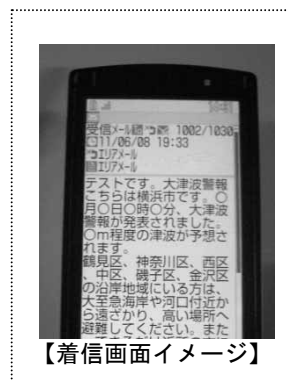 受信メール 1002/1030
11/06/08 19:33
エリアメール
エリアメール
テストです。大津波警報
こちらは横浜市です。〇
月〇日〇時〇分、大津波
警報が発表されました。
〇m程度の津波が予想さ
れます。
鶴見区、神奈川区、西区
、中区、磯子区、金沢区
の沿岸地域にいる方は、
大至急海岸や河口付近か
ら遠ざかり、高い場所へ
避難してください。また
【着信画面イメージ】